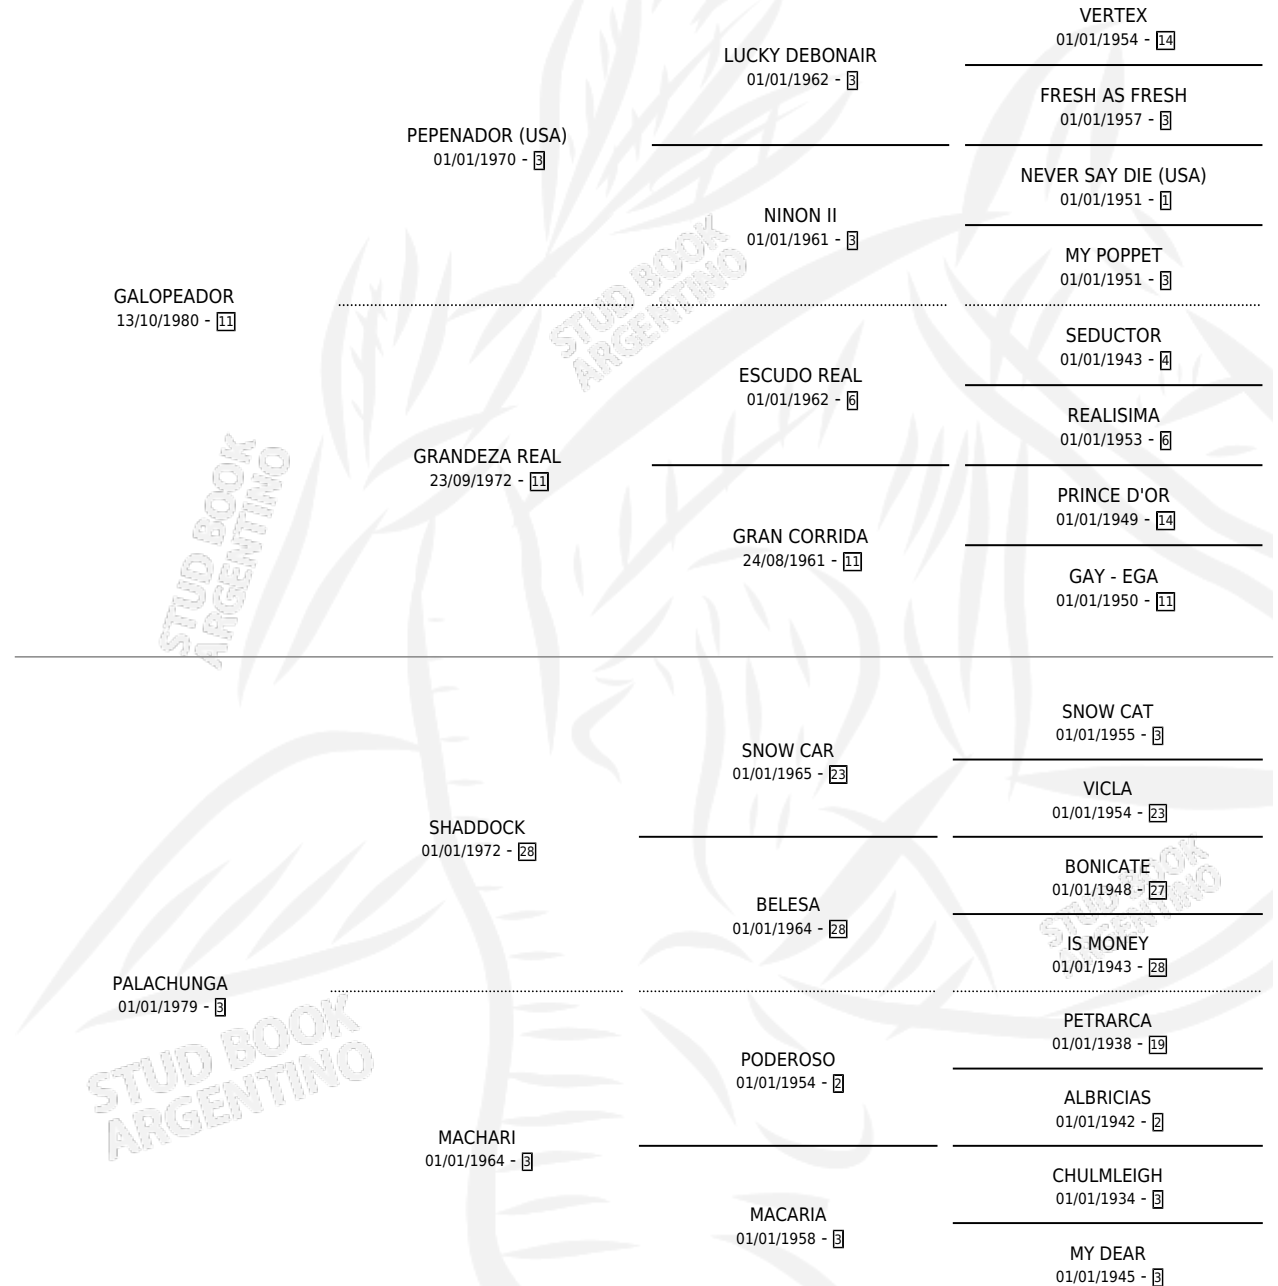 VERTEX
01/01/1954 - 14
LUCKY DEBONAIR
01/01/1962 - 3
FRESH AS FRESH
01/01/1957 - 3
PEPENADOR (USA)
01/01/1970 - 3
NEVER SAY DIE (USA)
01/01/1951 - 1
NINON II
01/01/1961 - 3
MY POPPET
01/01/1951 - 3
GALOPEADOR
13/10/1980 - 11
SEDUCTOR
01/01/1943 - 4
ESCUDO REAL
01/01/1962 - 6
REALISIMA
01/01/1953 - 6
GRANDEZA REAL
23/09/1972 - 11
PRINCE D'OR
01/01/1949 - 14
GRAN CORRIDA
24/08/1961 - 11
GAY - EGA
01/01/1950 - 11
SNOW CAT
01/01/1955 - 3
SNOW CAR
01/01/1965 - 23
VICLA
01/01/1954 - 23
SHADDOCK
01/01/1972 - 28
BONICATE
01/01/1948 - 27
BELESA
01/01/1964 - 28
IS MONEY
01/01/1943 - 28
PALACHUNGA
01/01/1979 - 3
PETRARCA
01/01/1938 - 19
PODEROSO
01/01/1954 - 2
ALBRICIAS
01/01/1942 - 2
MACHARI
01/01/1964 - 3
CHULMLEIGH
01/01/1934 - 3
MACARIA
01/01/1958 - 3
MY DEAR
01/01/1945 - 3
STUD BOOK
ARGENTINO
STUD BOOK
ARGENTINO
STUD BOOK
ARGENTINO
STUD BOOK
ARGENTINO